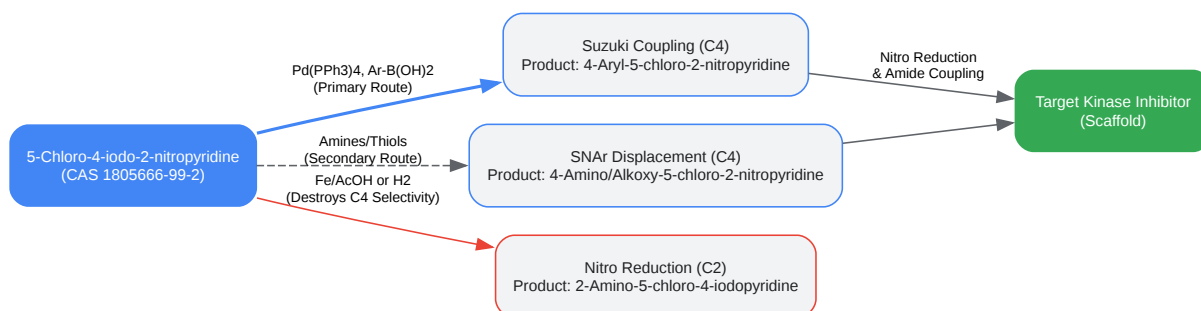 Suzuki Coupling (C4)
Product: 4-Aryl-5-chloro-2-nitropyridine
Pd(PPh3)4, Ar-B(OH)2
(Primary Route)
Nitro Reduction
& Amide Coupling
Target Kinase Inhibitor
(Scaffold)
5-Chloro-4-iodo-2-nitropyridine
(CAS 1805666-99-2)
Amines/Thiols
(Secondary Route)
SNAr Displacement (C4)
Product: 4-Amino/Alkoxy-5-chloro-2-nitropyridine
Fe/AcOH or H2
(Destroys C4 Selectivity)
Nitro Reduction (C2)
Product: 2-Amino-5-chloro-4-iodopyridine